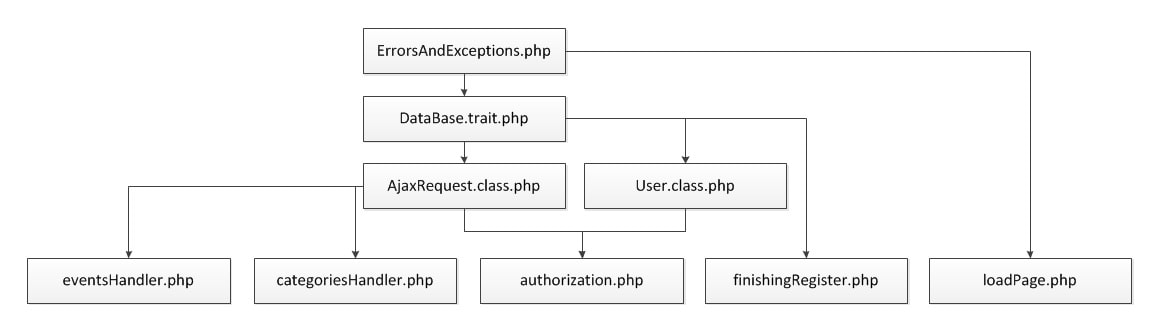 ErrorsAndExceptions.php
DataBase.trait.php
AjaxRequest.class.php
User.class.php
eventsHandler.php
categoriesHandler.php
authorization.php
finishingRegister.php
loadPage.php